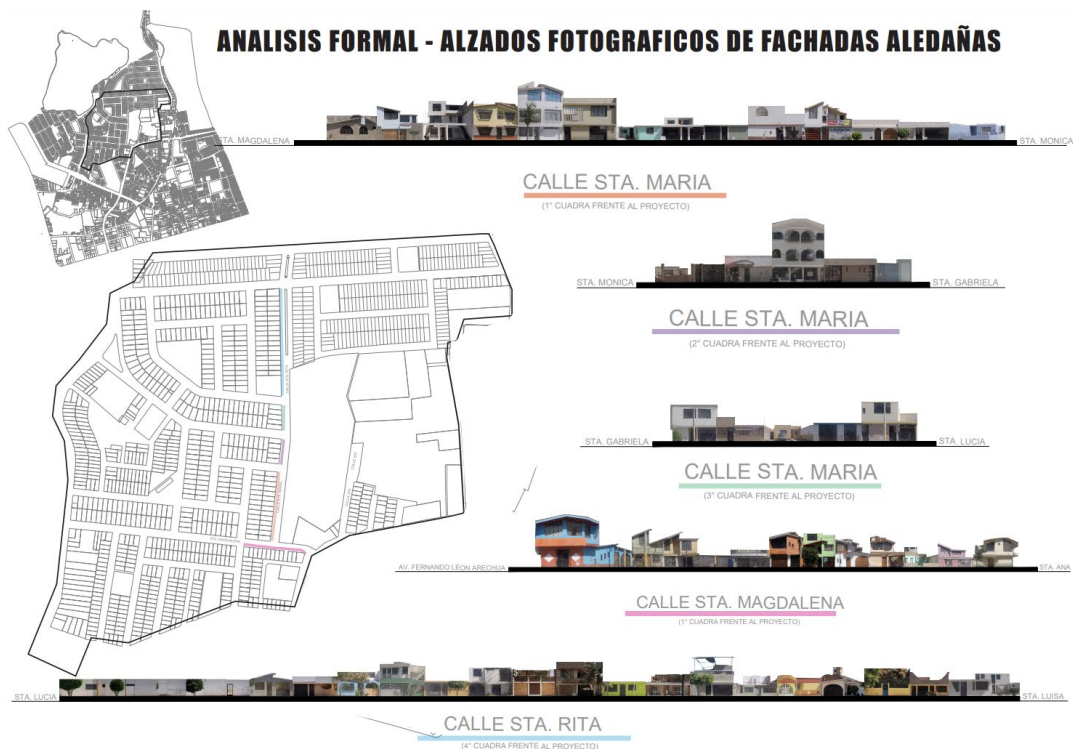 ANALISIS FORMAL - ALZADOS FOTOGRAFICOS DE FACHADAS ALEDAÑAS
STA. MAGDALENA
STA. MONICA
CALLE STA. MARIA
(1° CUADRA FRENTE AL PROYECTO)
STA. MONICA
STA. GABRIELA
CALLE STA. MARIA
(2° CUADRA FRENTE AL PROYECTO)
STA. GABRIELA
STA. LUCIA
CALLE STA. MARIA
(3° CUADRA FRENTE AL PROYECTO)
AV. FERNANDO LEON ARECHUA
STA. ANA
CALLE STA. MAGDALENA
(1° CUADRA FRENTE AL PROYECTO)
STA. LUCIA
STA. LUISA
CALLE STA. RITA
(4° CUADRA FRENTE AL PROYECTO)